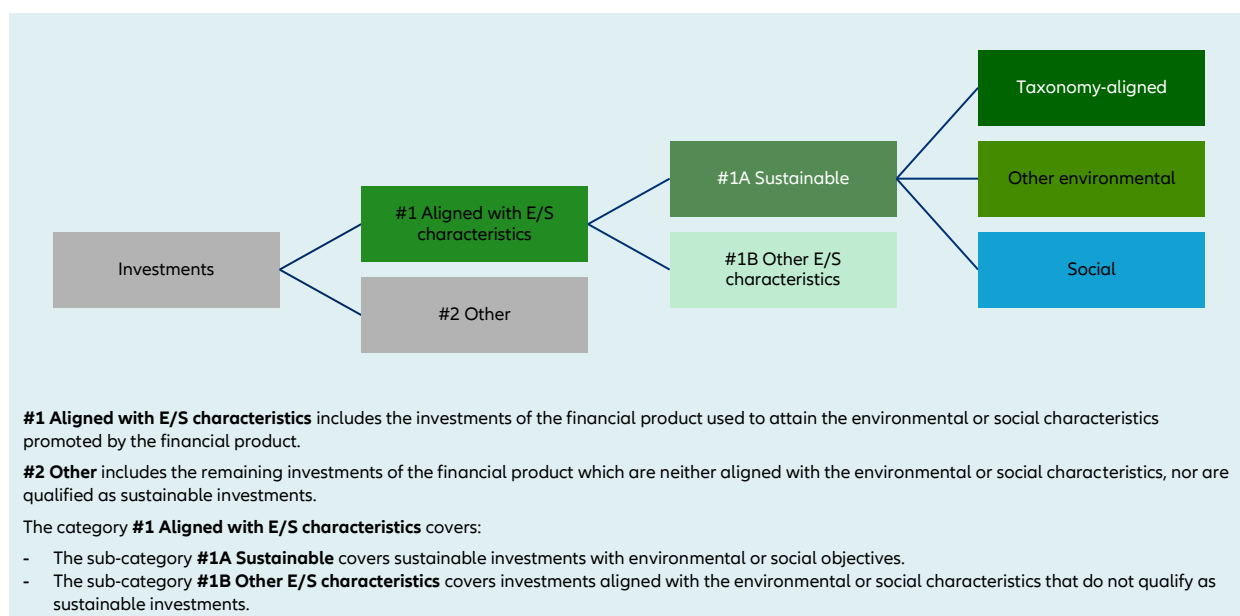 Taxonomy-aligned
#1A Sustainable
Other environmental
#1 Aligned with E/S
characteristics
Investments
#1B Other E/S
characteristics
Social
#2 Other
#1 Aligned with E/S characteristics includes the investments of the financial product used to attain the environmental or social characteristics
promoted by the financial product.
#2 Other includes the remaining investments of the financial product which are neither aligned with the environmental or social characteristics, nor are
qualified as sustainable investments.
The category #1 Aligned with E/S characteristics covers:
- The sub-category #1A Sustainable covers sustainable investments with environmental or social objectives.
- The sub-category #1B Other E/S characteristics covers investments aligned with the environmental or social characteristics that do not qualify as
sustainable investments.